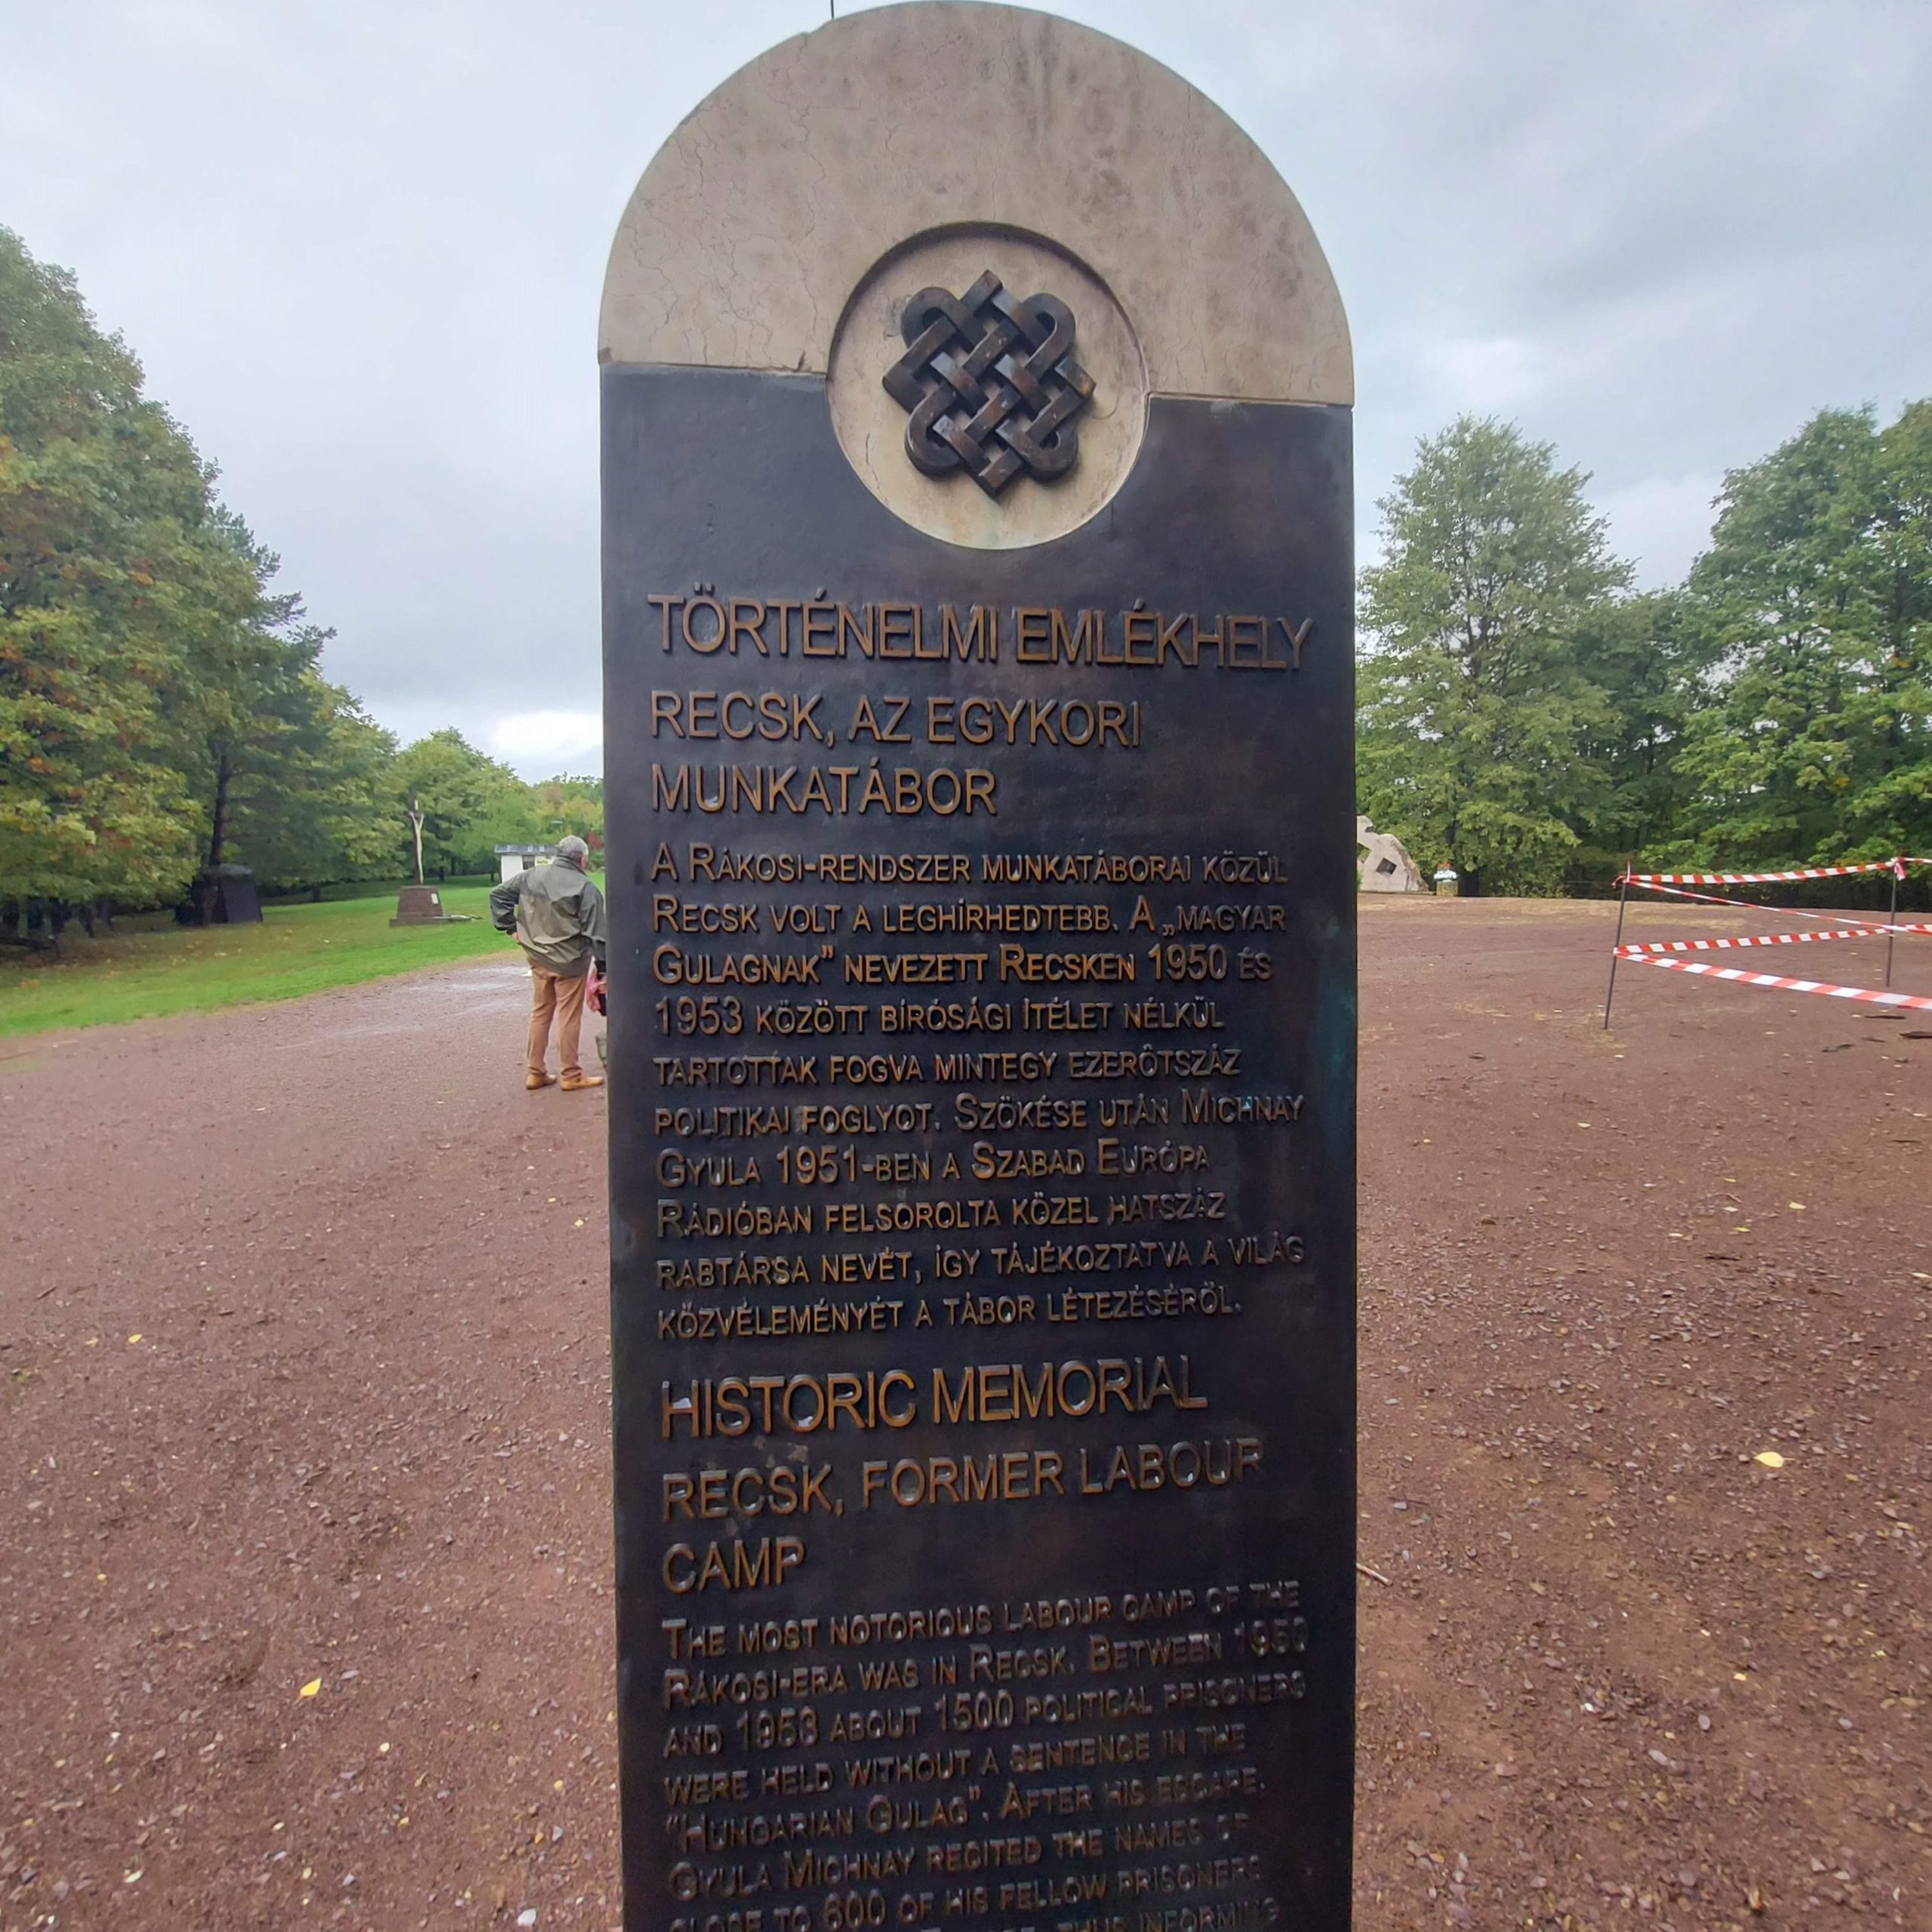 TÖRTÉNELMI EMLÉKHELY
RECSK, AZ EGYKORI
MUNKATÁBOR
A RÁKOSI-RENDSZER MUNKATÁBORAI KÖZÜL
RECSK VOLT A LEGHÍRHEDTEBB. A „MAGYAR
GULAGNAK” NEVEZETT RECSKEN 1950 ÉS
1953 KÖZÖTT BÍRÓSÁGI ÍTÉLET NÉLKÜL
TARTOTTAK FOGVA MINTEGY EZERÖTSZÁZ
POLITIKAI FOGLYOT. SZÖKÉSE UTÁN MICHNAY
GYULA 1951-BEN A SZABAD EURÓPA
RÁDIÓBAN FELSOROLTA KÖZEL HATSZÁZ
RABTÁRSA NEVÉT, ÍGY TÁJÉKOZTATVA A VILÁG
KÖZVÉLEMÉNYÉT A TÁBOR LÉTEZÉSÉRŐL.
HISTORIC MEMORIAL
RECSK, FORMER LABOUR
CAMP
THE MOST NOTORIOUS LABOUR CAMP OF THE
RÁKOSI-ERA WAS IN RECSK. BETWEEN 1950
AND 1953 ABOUT 1500 POLITICAL PRISONERS
WERE HELD WITHOUT A SENTENCE IN THE
"HUNGARIAN GULAG". AFTER HIS ESCAPE,
GYULA MICHNAY RECITED THE NAMES OF
CLOSE TO 600 OF HIS FELLOW PRISONERS
THUS INFORMING